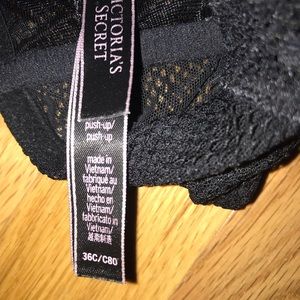 VICTORIA'S
SECRET
push-up/
push-up
made in
Vietnam/
fabriqué au
Vietnam/
hecho en
Vietnam/
fabbricato in
Vietnam/
越南制造
36C/C80